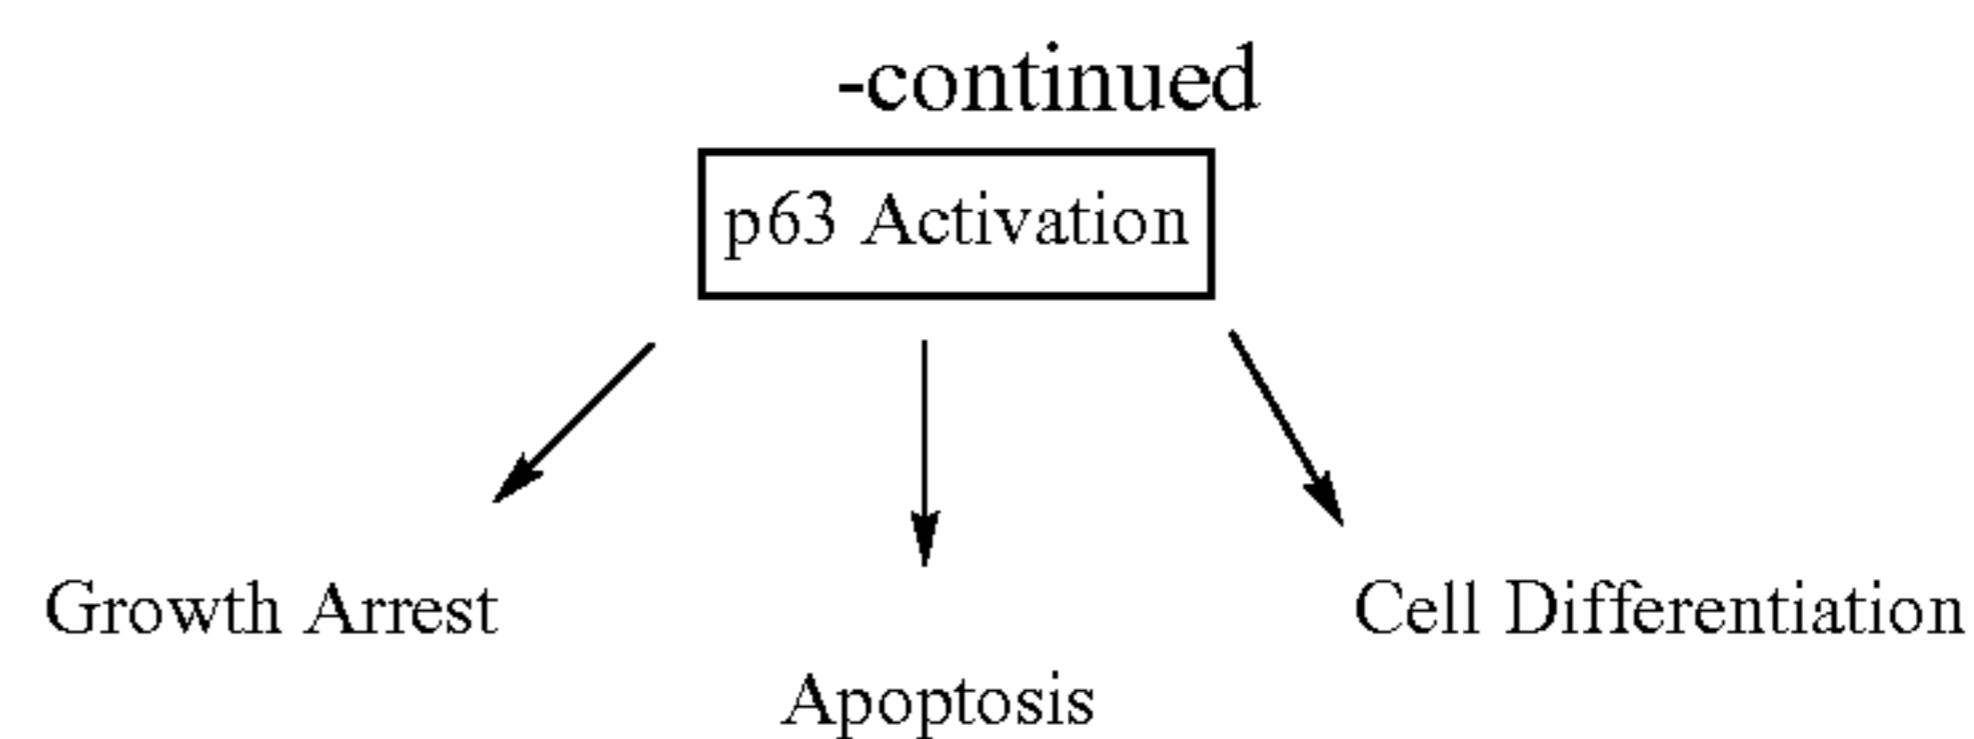 -continued
p63 Activation
Growth Arrest
Cell Differentiation
Apoptosis